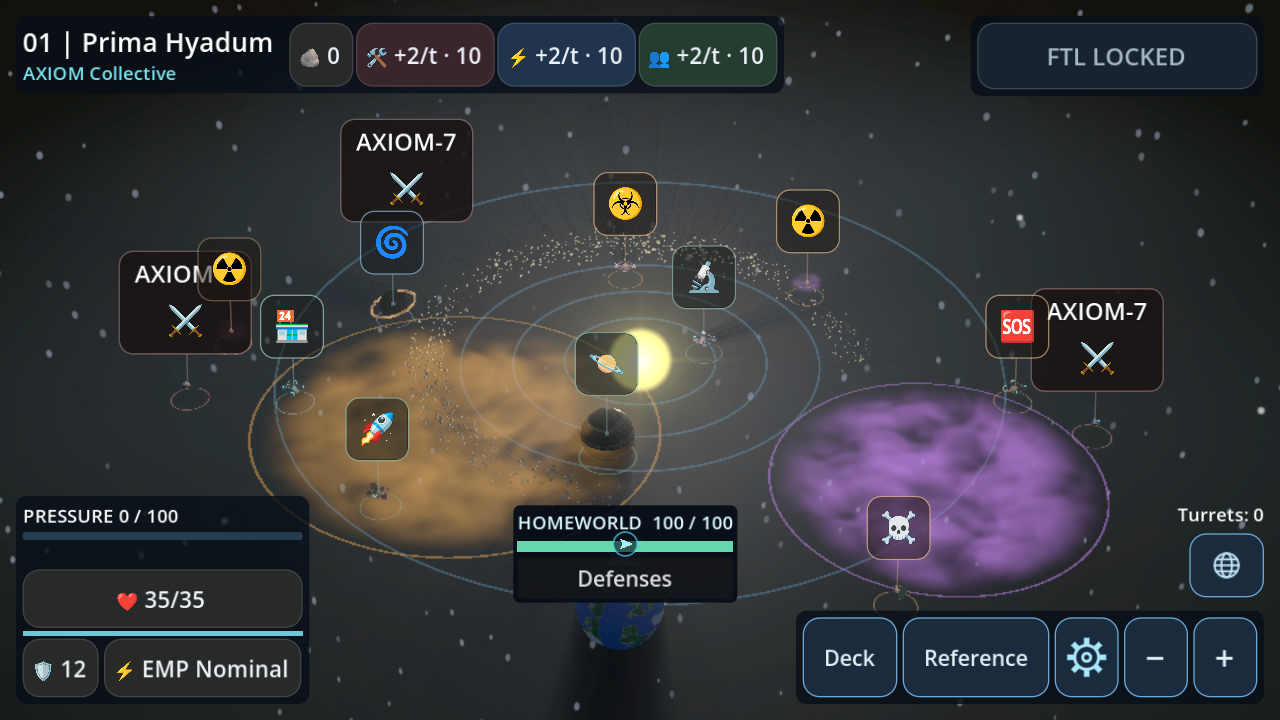 01 | Prima Hyadum
AXIOM Collective
0
+2/t · 10
+2/t · 10
+2/t · 10
FTL LOCKED
AXIOM-7
AXIOM
24
SOS
AXIOM-7
PRESSURE 0 / 100
35/35
12
EMP Nominal
HOMEWORLD 100 / 100
Defenses
Turrets: 0
Deck
Reference
−
+